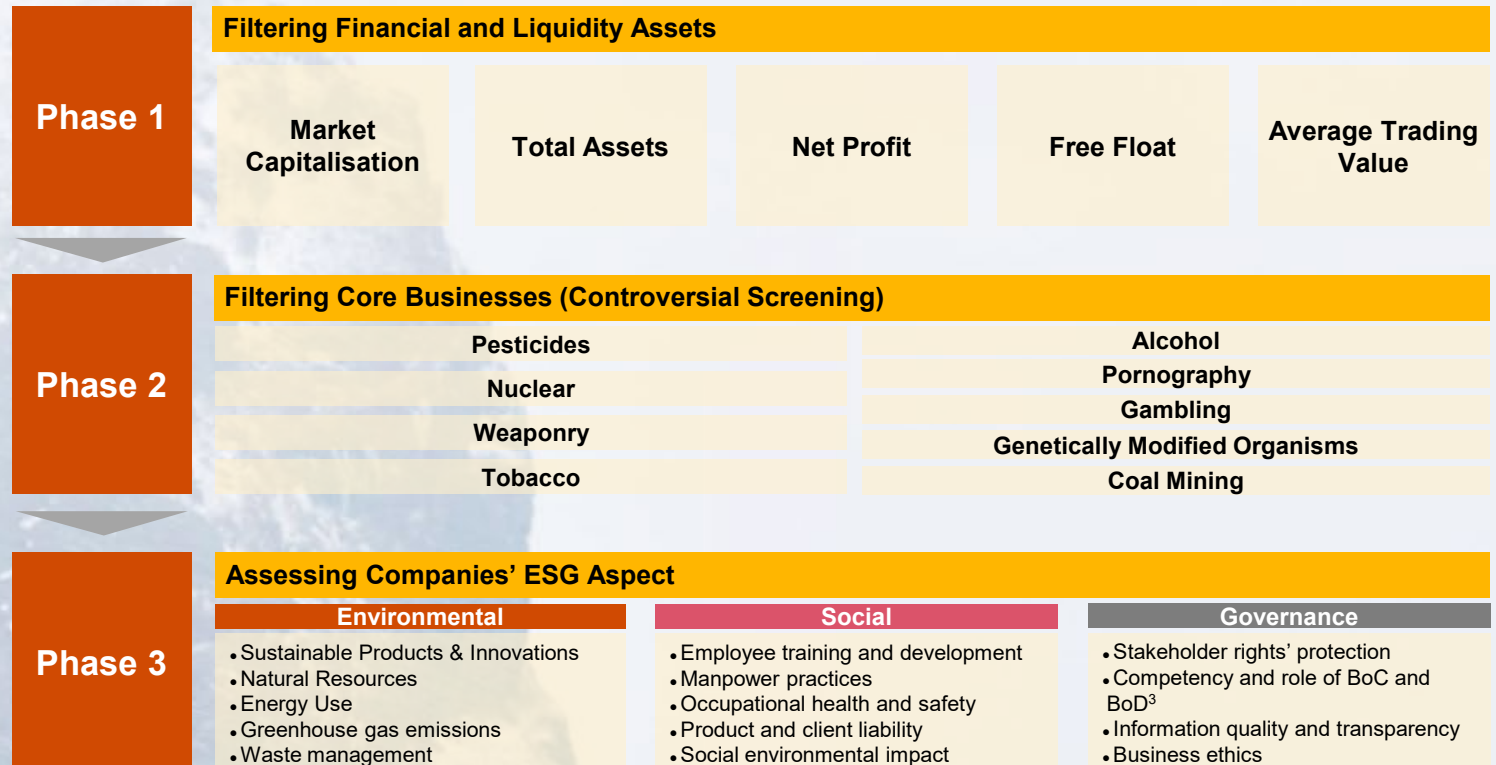 Phase 1
Filtering Financial and Liquidity Assets
Market
Capitalisation
Total Assets
Net Profit
Free Float
Average Trading
Value
Phase 2
Filtering Core Businesses (Controversial Screening)
Pesticides
Nuclear
Weaponry
Tobacco
Alcohol
Pornography
Gambling
Genetically Modified Organisms
Coal Mining
Phase 3
Assessing Companies’ ESG Aspect
Environmental
• Sustainable Products & Innovations
• Natural Resources
• Energy Use
• Greenhouse gas emissions
• Waste management
Social
• Employee training and development
• Manpower practices
• Occupational health and safety
• Product and client liability
• Social environmental impact
Governance
• Stakeholder rights’ protection
• Competency and role of BoC and
BoD³
• Information quality and transparency
• Business ethics